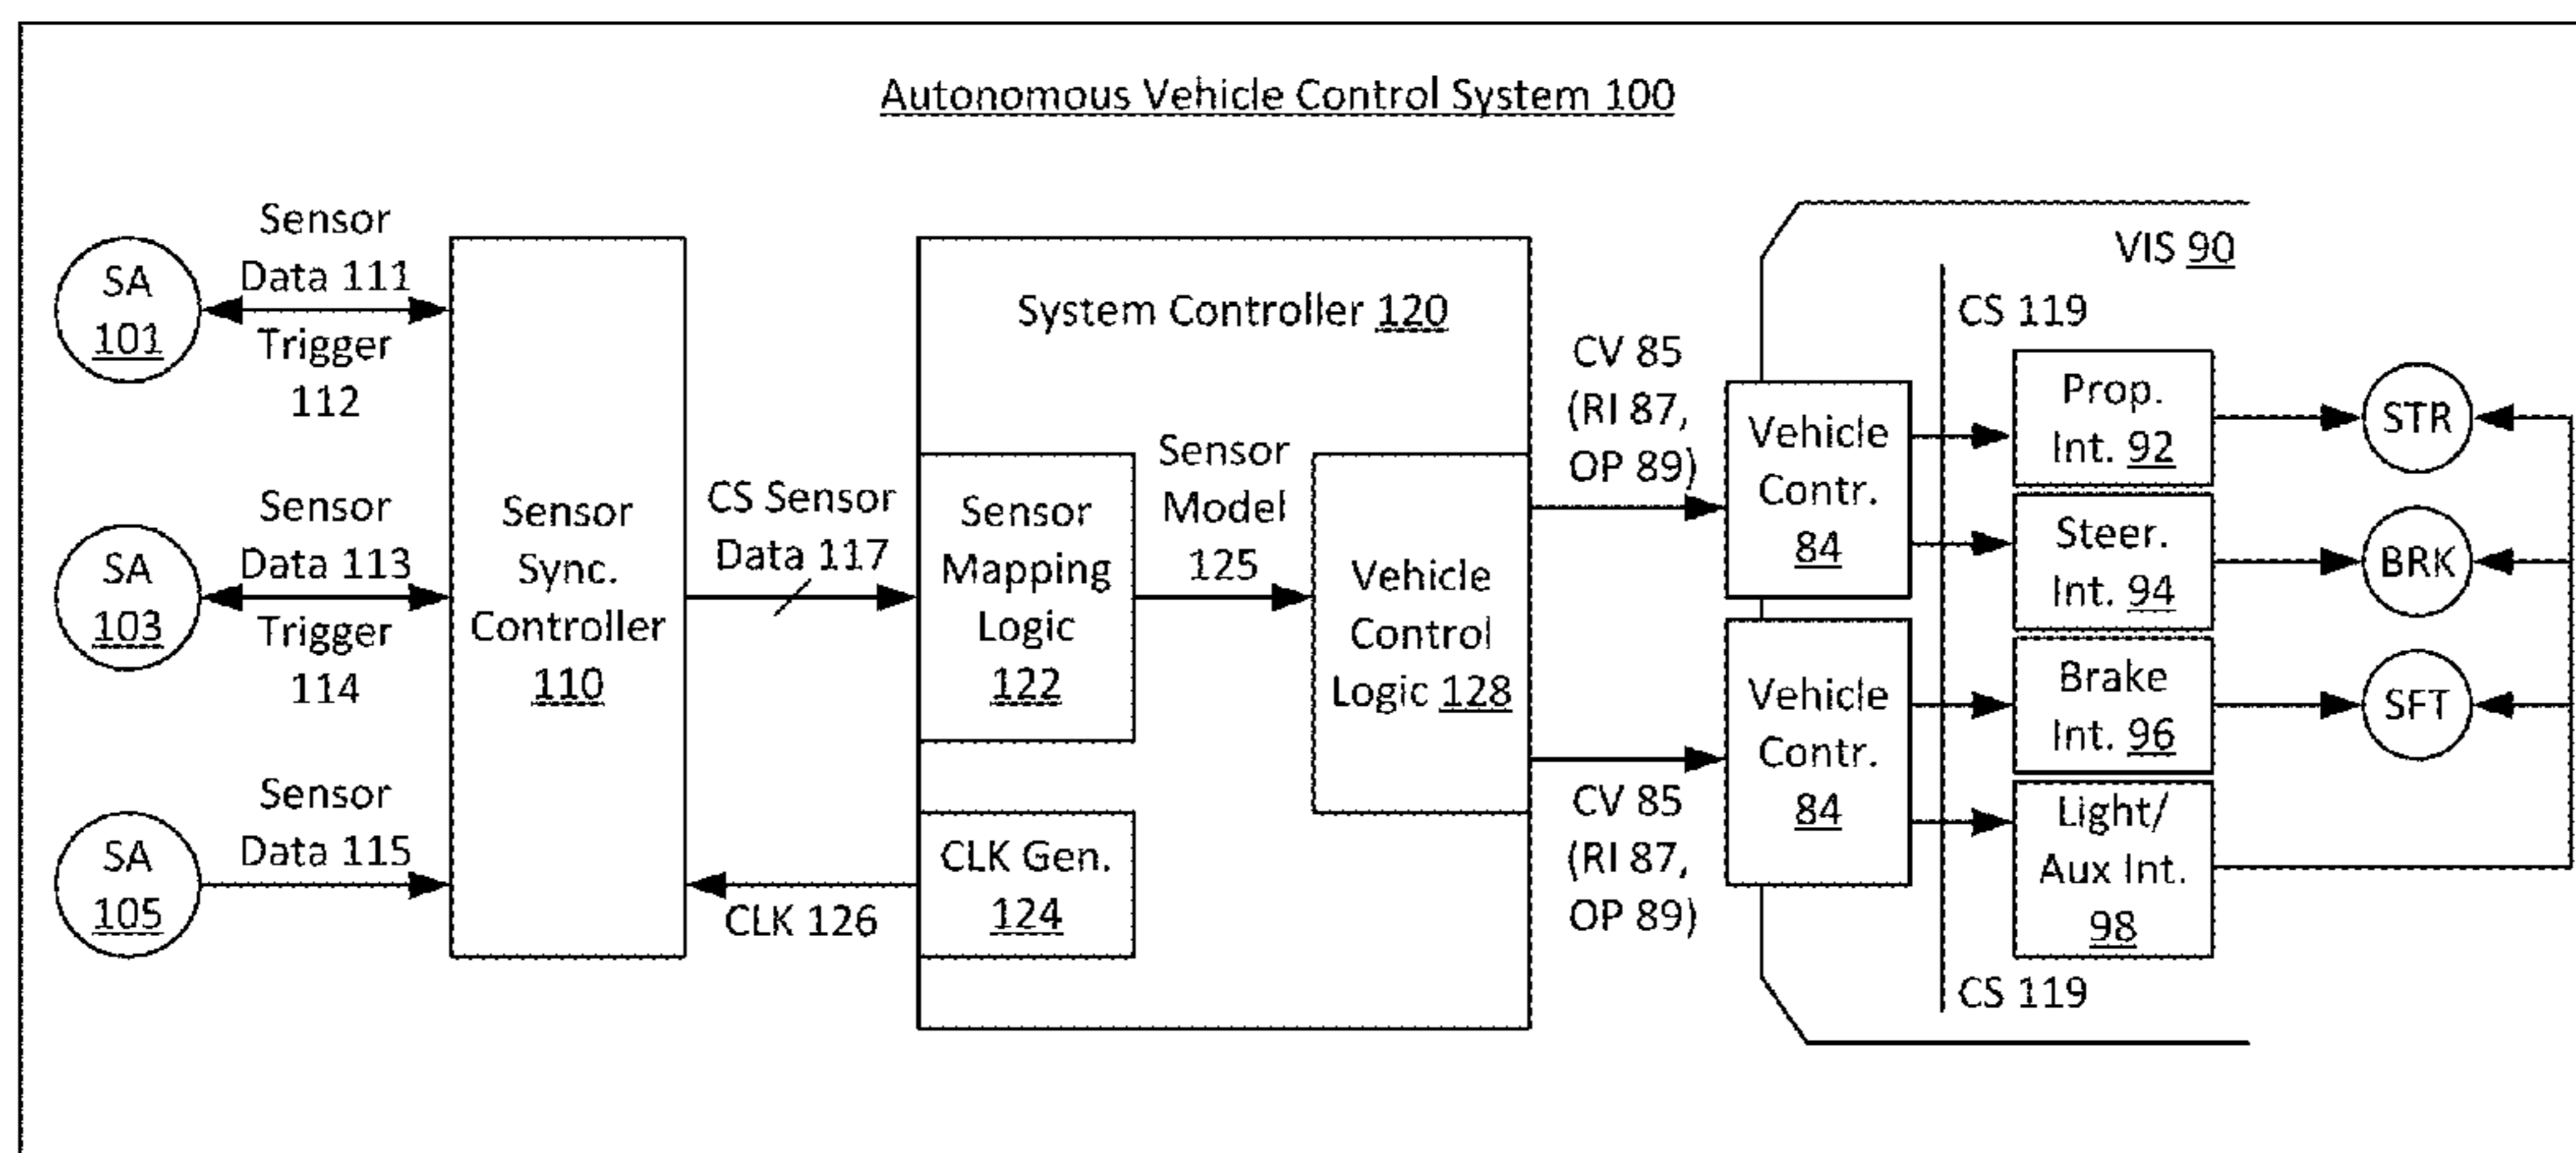 Autonomous Vehicle Control System 100
SA
101
Sensor
Data 111
Trigger
112
SA
103
Sensor
Data 113
Trigger
114
SA
105
Sensor
Data 115
Sensor
Sync.
Controller
110
CS Sensor
Data 117
CLK 126
System Controller 120
Sensor
Mapping
Logic
122
Sensor
Model
125
CLK Gen.
124
Vehicle
Control
Logic 128
CV 85
(RI 87,
OP 89)
CV 85
(RI 87,
OP 89)
VIS 90
Vehicle
Contr.
84
Vehicle
Contr.
84
CS 119
Prop.
Int. 92
Steer.
Int. 94
Brake
Int. 96
Light/
Aux Int.
98
CS 119
STR
BRK
SFT